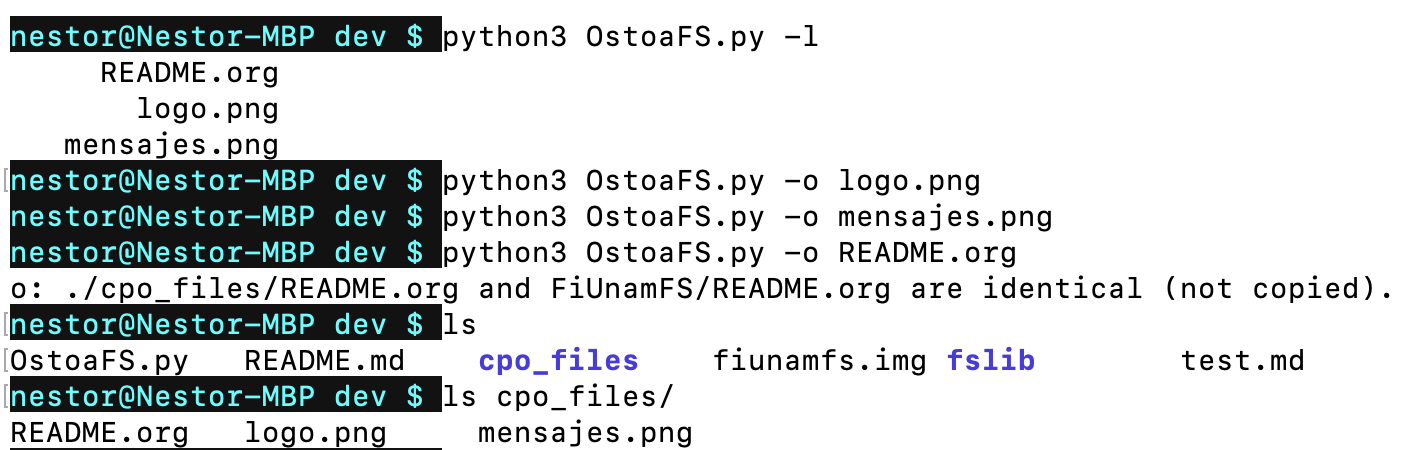 nestor@Nestor-MBP dev $ python3 OstoaFS.py -l
README.org
logo.png
mensajes.png
nestor@Nestor-MBP dev $ python3 OstoaFS.py -o logo.png
nestor@Nestor-MBP dev $ python3 OstoaFS.py -o mensajes.png
nestor@Nestor-MBP dev $ python3 OstoaFS.py -o README.org
o: ./cpo_files/README.org and FiUnamFS/README.org are identical (not copied).
nestor@Nestor-MBP dev $ ls
OstoaFS.py README.md cpo_files fiunamfs.img fslib test.md
nestor@Nestor-MBP dev $ ls cpo_files/
README.org logo.png mensajes.png